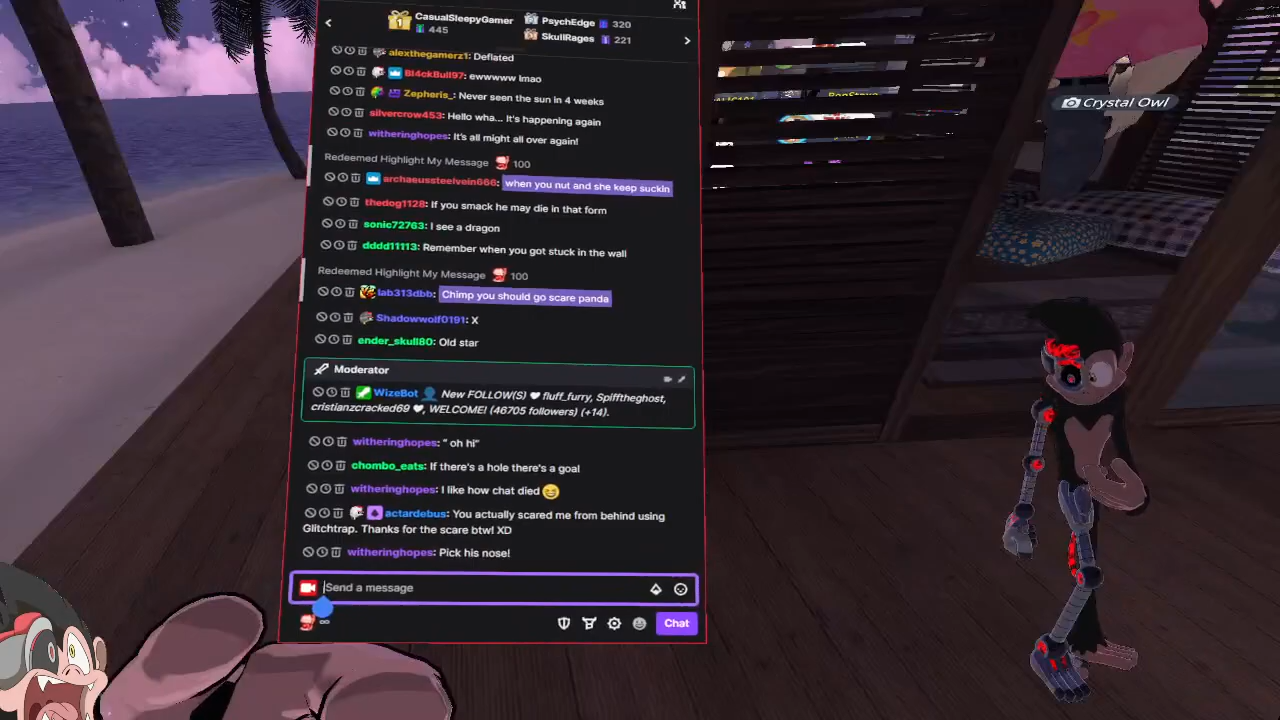 CasualSleepyGamer
445
PsychEdge 320
SkullRages 221
alexthegamerz1: Deflated
Bl4ckBull97: ewwwww lmao
Zepheris_: Never seen the sun in 4 weeks
silvercrow453: Hello wha... It's happening again
witheringhopes: It's all might all over again!
Redeemed Highlight My Message 100
archaeussteelvein666: when you nut and she keep suckin
thedog1128: If you smack he may die in that form
sonic72763: I see a dragon
dddd11113: Remember when you got stuck in the wall
Redeemed Highlight My Message 100
lab313dbb: Chimp you should go scare panda
Shadowwolf0191: X
ender_skull80: Old star
Moderator
WizeBot New FOLLOW(S) fluff_furry, Spifftheghost,
cristianzcracked69, WELCOME! (46705 followers) (+14).
witheringhopes: " oh hi"
chombo_eats: If there's a hole there's a goal
witheringhopes: I like how chat died
actardebus: You actually scared me from behind using
Glitchtrap. Thanks for the scare btw! XD
witheringhopes: Pick his nose!
Send a message
Chat
Crystal Owl